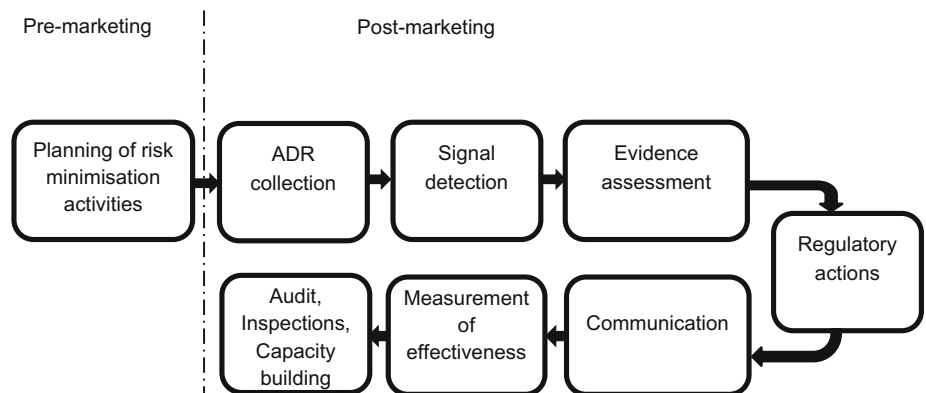 Pre-marketing
Post-marketing
Planning of risk
minimisation
activities
ADR
collection
Signal
detection
Evidence
assessment
Regulatory
actions
Communication
Measurement
of
effectiveness
Audit,
Inspections,
Capacity
building